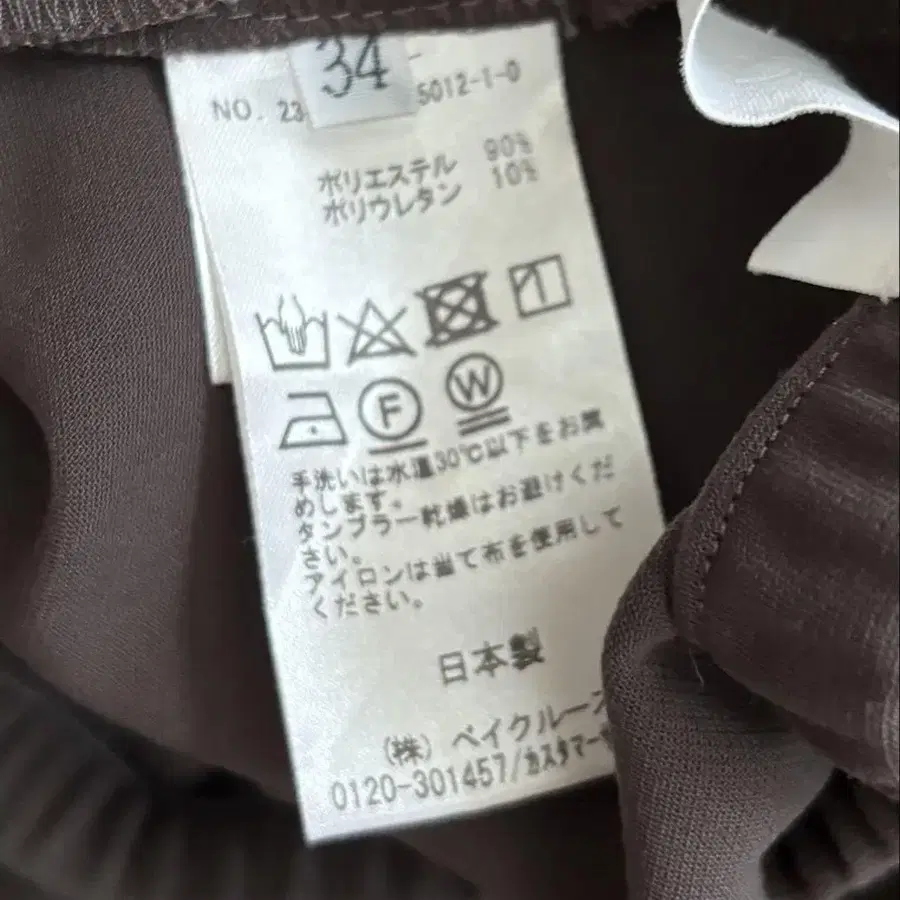 34
NO. 23 5012-1-0
ポリエステル 90%
ポリウレタン 10%
F W
手洗いは水温30℃以下をお薦
めします。
タンブラー乾燥はお避けくだ
さい。
アイロンは当て布を使用して
ください。
日本製
(株) ベイクルーズ
0120-301457/カスタマー